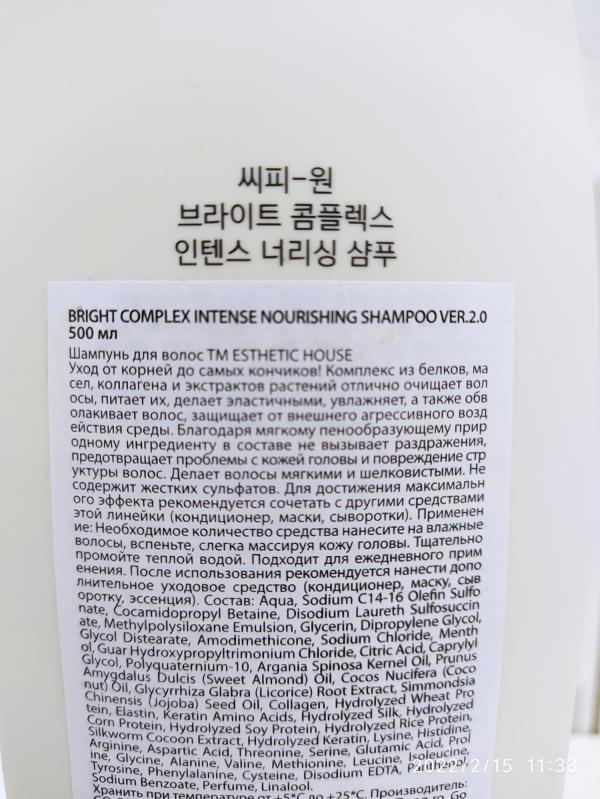 씨피-원
브라이트 콤플렉스
인텐스 너리싱 샴푸
BRIGHT COMPLEX INTENSE NOURISHING SHAMPOO VER.2.0
500 мл
Шампунь для волос TM ESTHETIC HOUSE
Уход от корней до самых кончиков! Комплекс из белков, ма
сел, коллагена и экстрактов растений отлично очищает вол
осы, питает их, делает эластичными, увлажняет, а также обв
олакивает волос, защищает от внешнего агрессивного возд
ействия среды. Благодаря мягкому пенообразующему прир
одному ингредиенту в составе не вызывает раздражения,
предотвращает проблемы с кожей головы и повреждение стр
уктуры волос. Делает волосы мягкими и шелковистыми. Не
содержит жестких сульфатов. Для достижения максимальн
ого эффекта рекомендуется сочетать с другими средствами
этой линейки (кондиционер, маски, сыворотки). Применен
ие: Необходимое количество средства нанесите на влажные
волосы, вспеньте, слегка массируя кожу головы. Тщательно
промойте теплой водой. Подходит для ежедневного прим
енения. После использования рекомендуется нанести допо
лнительное уходовое средство (кондиционер, маску, сыв
оротку, эссенция). Состав: Aqua, Sodium C14-16 Olefin Sulfo
nate, Cocamidopropyl Betaine, Disodium Laureth Sulfosuccin
ate, Methylpolysiloxane Emulsion, Glycerin, Dipropylene Glycol,
Glycol Distearate, Amodimethicone, Sodium Chloride, Menth
ol, Guar Hydroxypropyltrimonium Chloride, Citric Acid, Caprylyl
Glycol, Polyquaternium-10, Argania Spinosa Kernel Oil, Prunus
Amygdalus Dulcis (Sweet Almond) Oil, Cocos Nucifera (Coco
nut) Oil, Glycyrrhiza Glabra (Licorice) Root Extract, Simmondsia
Chinensis (Jojoba) Seed Oil, Collagen, Hydrolyzed Wheat Pro
tein, Elastin, Keratin Amino Acids, Hydrolyzed Silk, Hydrolyzed
Corn Protein, Hydrolyzed Soy Protein, Hydrolyzed Rice Protein,
Silkworm Cocoon Extract, Hydrolyzed Keratin, Lysine, Histidine,
Arginine, Aspartic Acid, Threonine, Serine, Glutamic Acid, Prol
ine, Glycine, Alanine, Valine, Methionine, Leucine, Isoleucine,
Tyrosine, Phenylalanine, Cysteine, Disodium EDTA,
Sodium Benzoate, Perfume, Linalool.
Хранить при температуре от +5°C до +25°C. Производитель:
2022/2/15 11:33